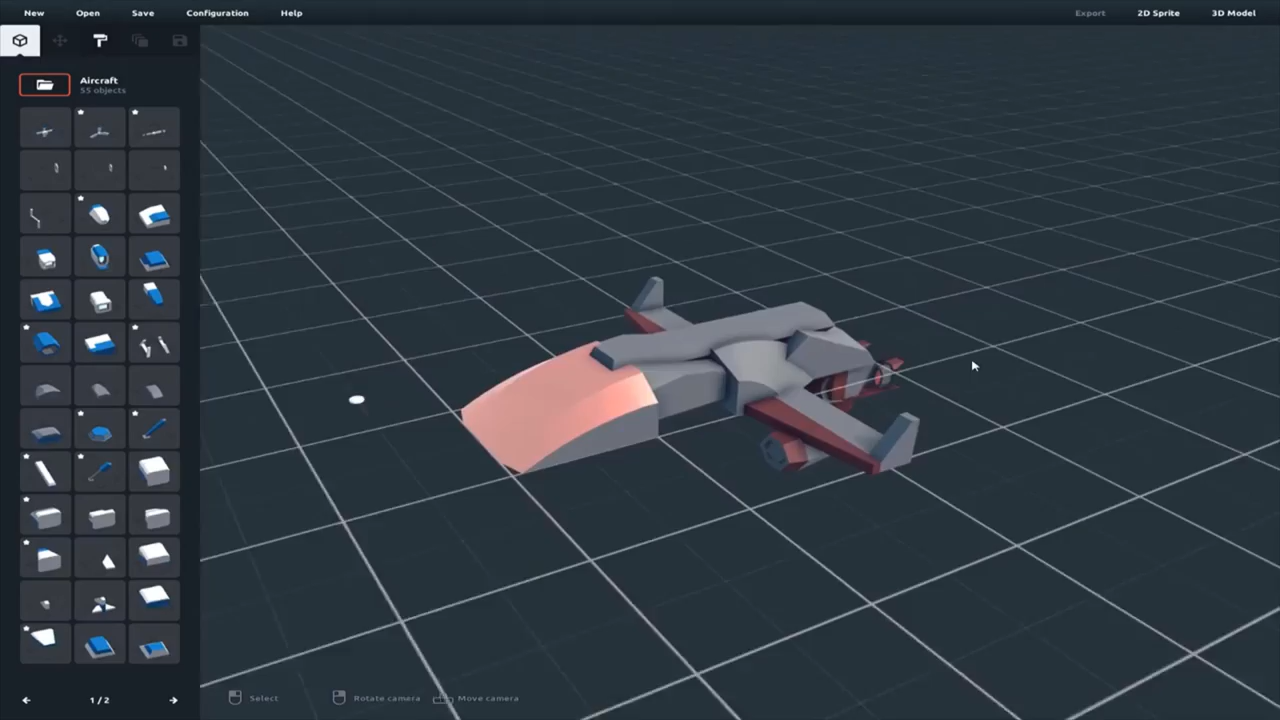 New Open Save Configuration Help Export 2D Sprite 3D Model
Aircraft
55 objects
1/2
Select Rotate camera Move camera